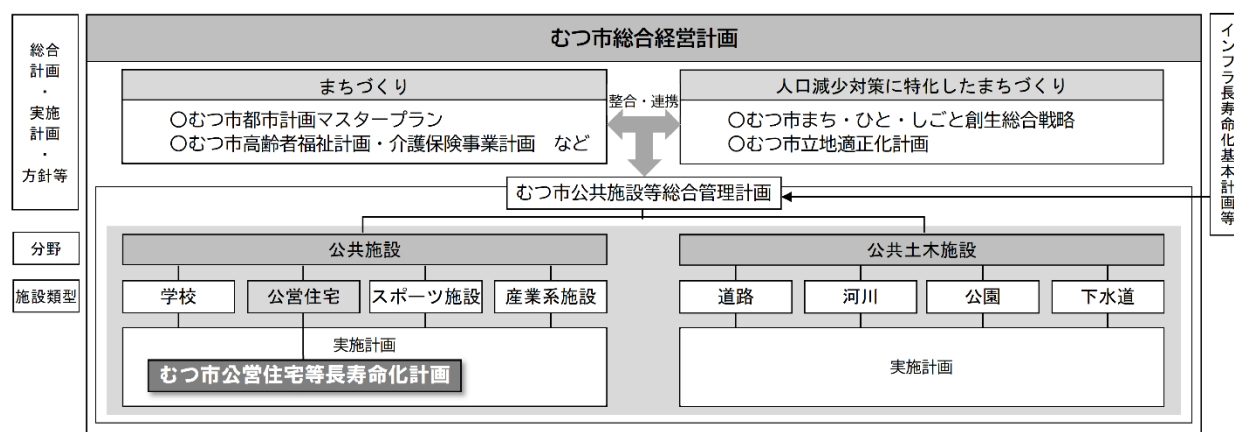 総合
計画
・
実施
計画
・
方針等
分野
施設類型
むつ市総合経営計画
まちづくり
○むつ市都市計画マスタープラン
○むつ市高齢者福祉計画・介護保険事業計画　など
整合・連携
人口減少対策に特化したまちづくり
○むつ市まち・ひと・しごと創生総合戦略
○むつ市立地適正化計画
むつ市公共施設等総合管理計画
公共施設
学校
公営住宅
スポーツ施設
産業系施設
実施計画
むつ市公営住宅等長寿命化計画
公共土木施設
道路
河川
公園
下水道
実施計画
インフラ長寿命化基本計画等